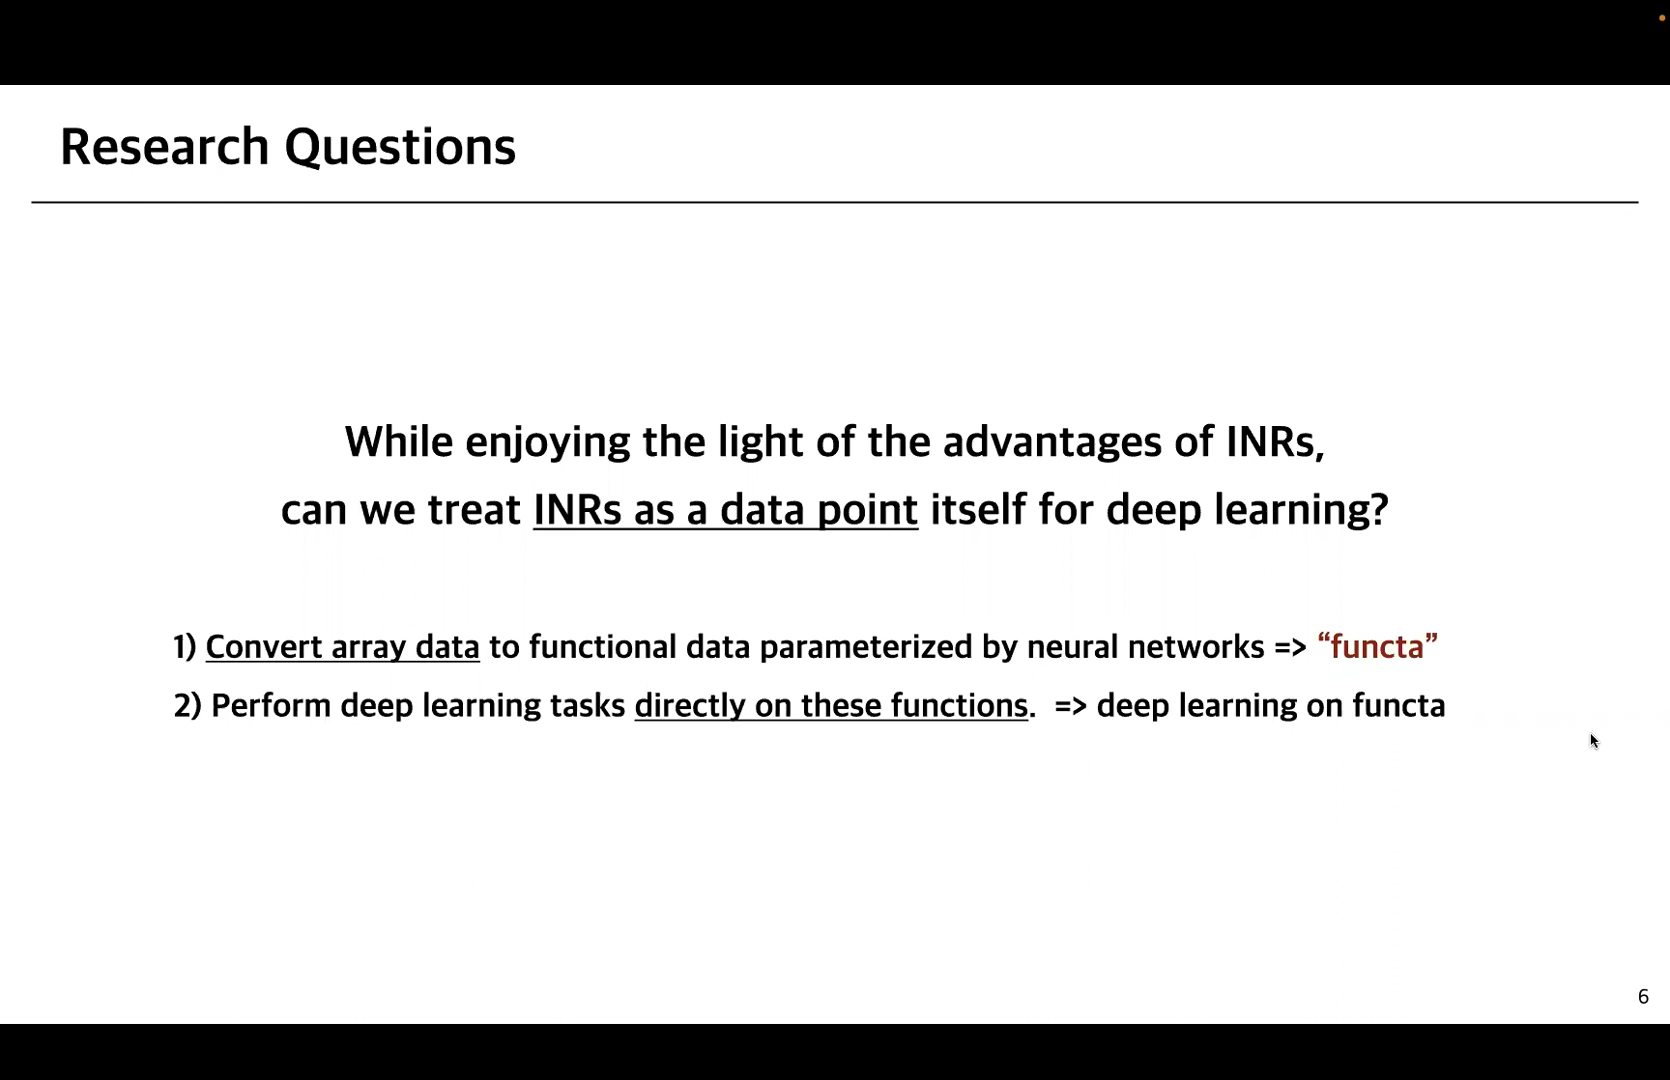 Research Questions
While enjoying the light of the advantages of INRs,
can we treat INRs as a data point itself for deep learning?
1) Convert array data to functional data parameterized by neural networks => “functa”
2) Perform deep learning tasks directly on these functions.  => deep learning on functa
6